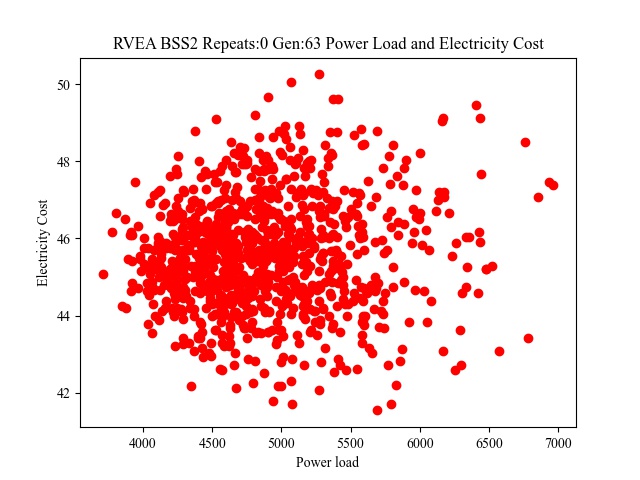 RVEA BSS2 Repeats:0 Gen:63 Power Load and Electricity Cost
50
48
46
44
42
Electricity Cost
4000 4500 5000 5500 6000 6500 7000
Power load